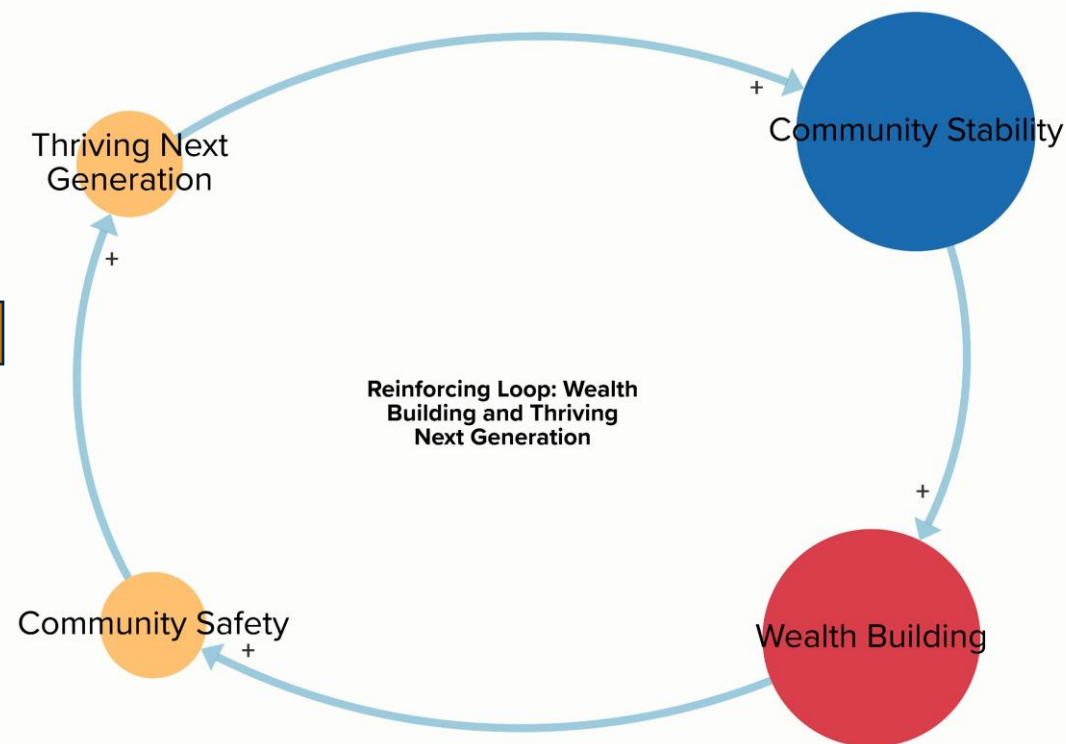 +
Community Stability
Thriving Next
Generation
+
Reinforcing Loop: Wealth
Building and Thriving
Next Generation
+
Community Safety
+
Wealth Building